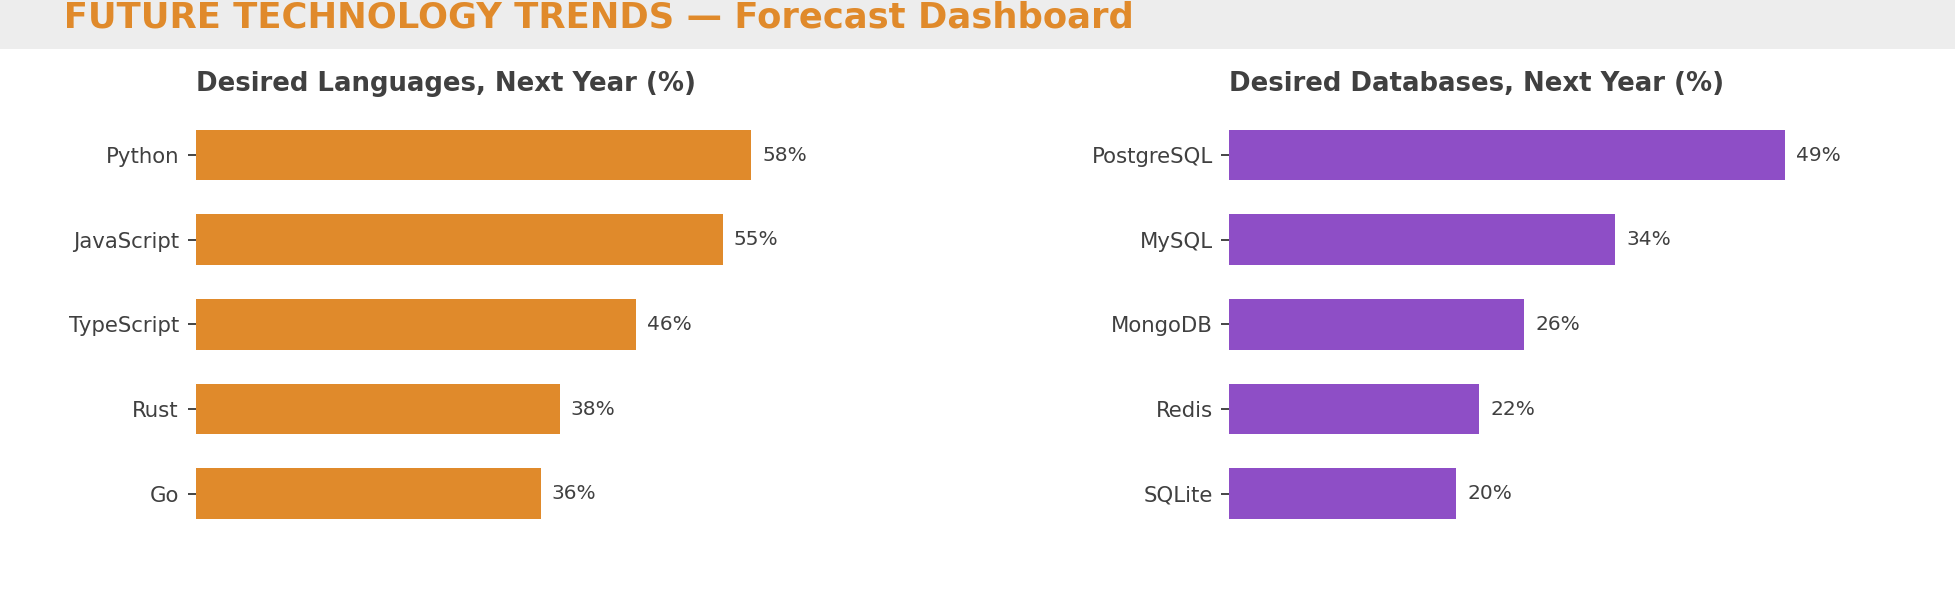 FUTURE TECHNOLOGY TRENDS — Forecast Dashboard
Desired Languages, Next Year (%)
Python 58%
JavaScript 55%
TypeScript 46%
Rust 38%
Go 36%
Desired Databases, Next Year (%)
PostgreSQL 49%
MySQL 34%
MongoDB 26%
Redis 22%
SQLite 20%